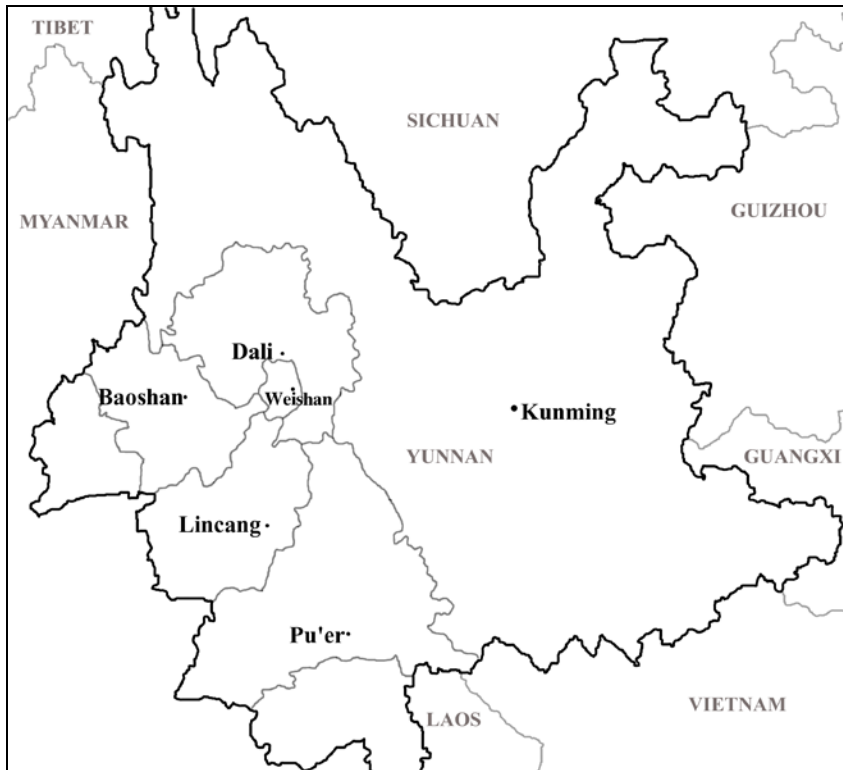 TIBET
SICHUAN
MYANMAR
GUIZHOU
Dali
Baoshan
Weishan
Kunming
YUNNAN
GUANGXI
Lincang
Pu'er
LAOS
VIETNAM